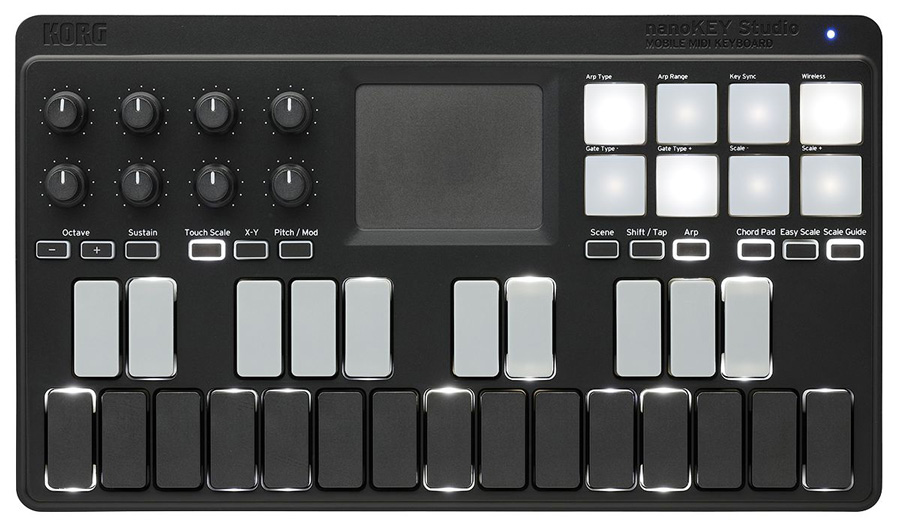 KORG
nanoKEY Studio
MOBILE MIDI KEYBOARD
Arp Type Arp Range Key Sync Wireless
Gate Type - Gate Type + Scale - Scale +
Octave Sustain Touch Scale X-Y Pitch / Mod Scene Shift / Tap Arp Chord Pad Easy Scale Scale Guide
- +